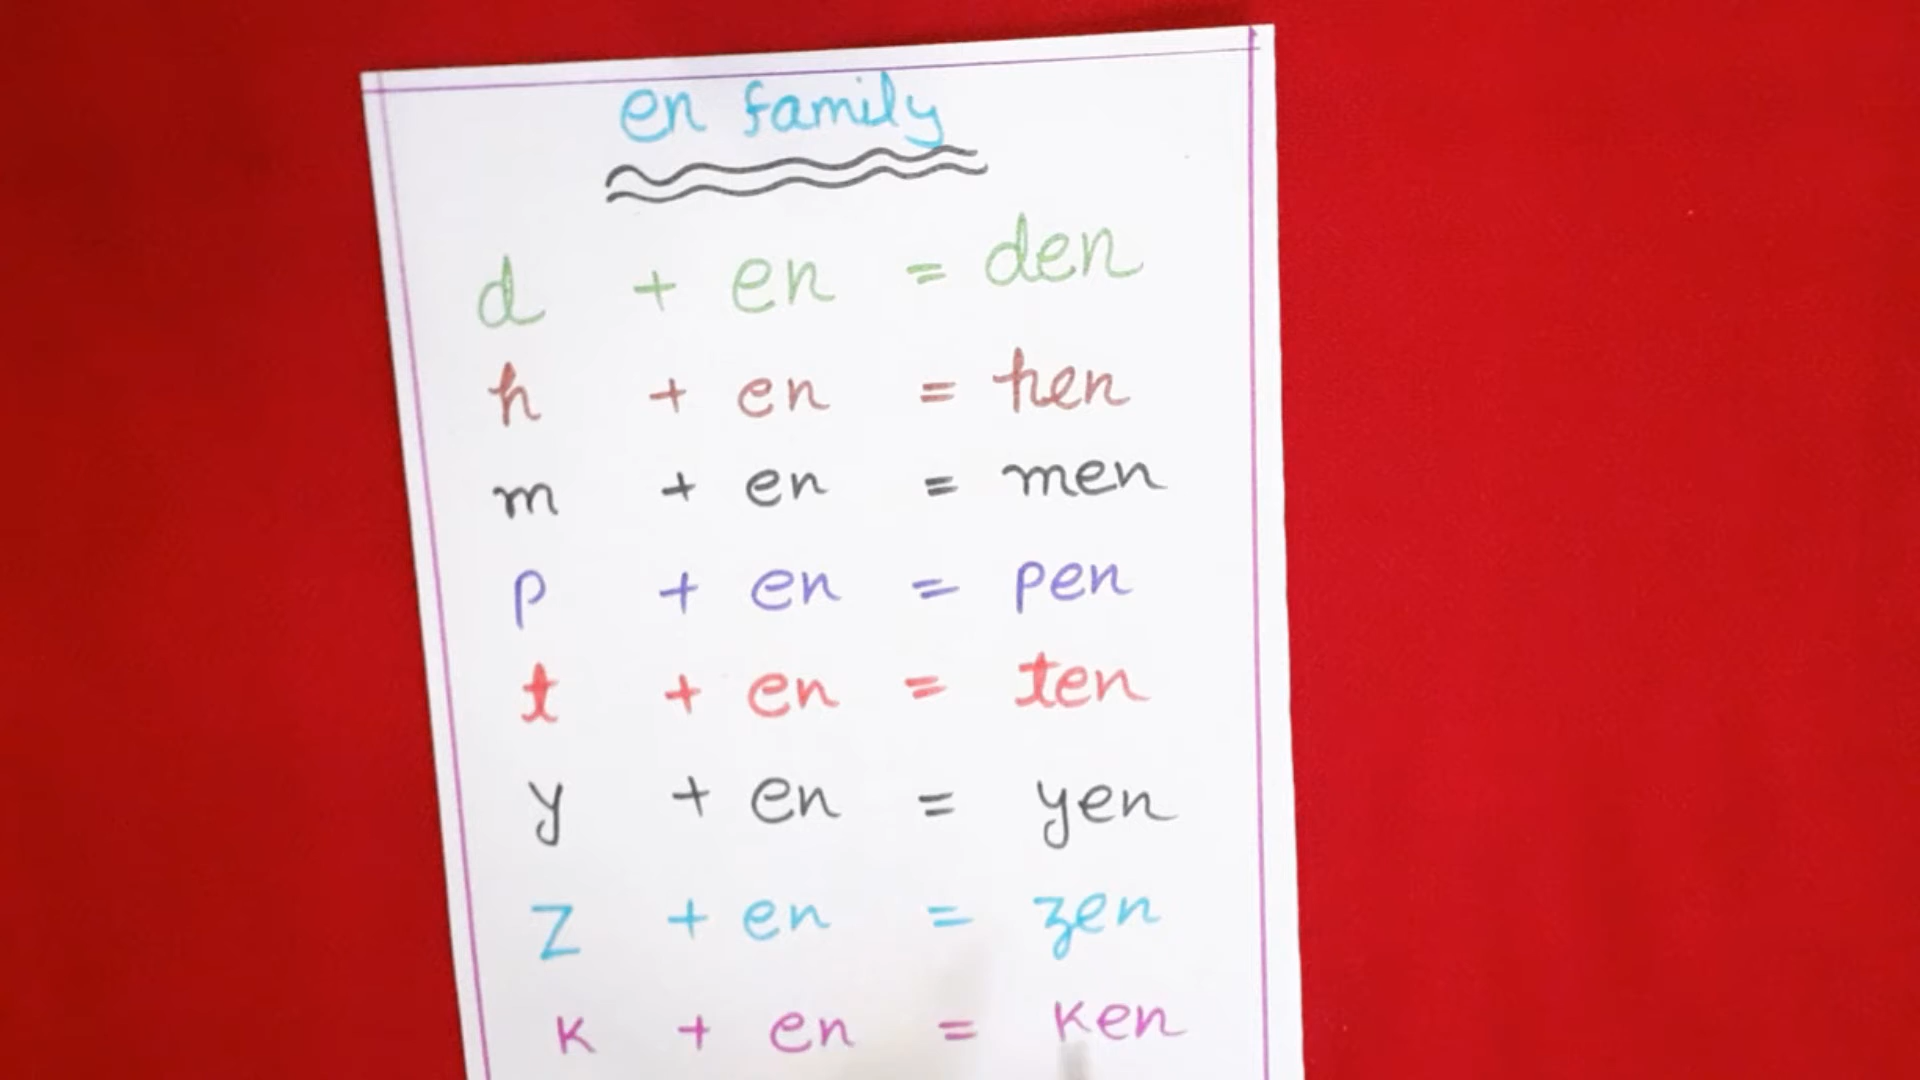 en family
d + en = den
h + en = hen
m + en = men
p + en = pen
t + en = ten
y + en = yen
z + en = zen
k + en = ken